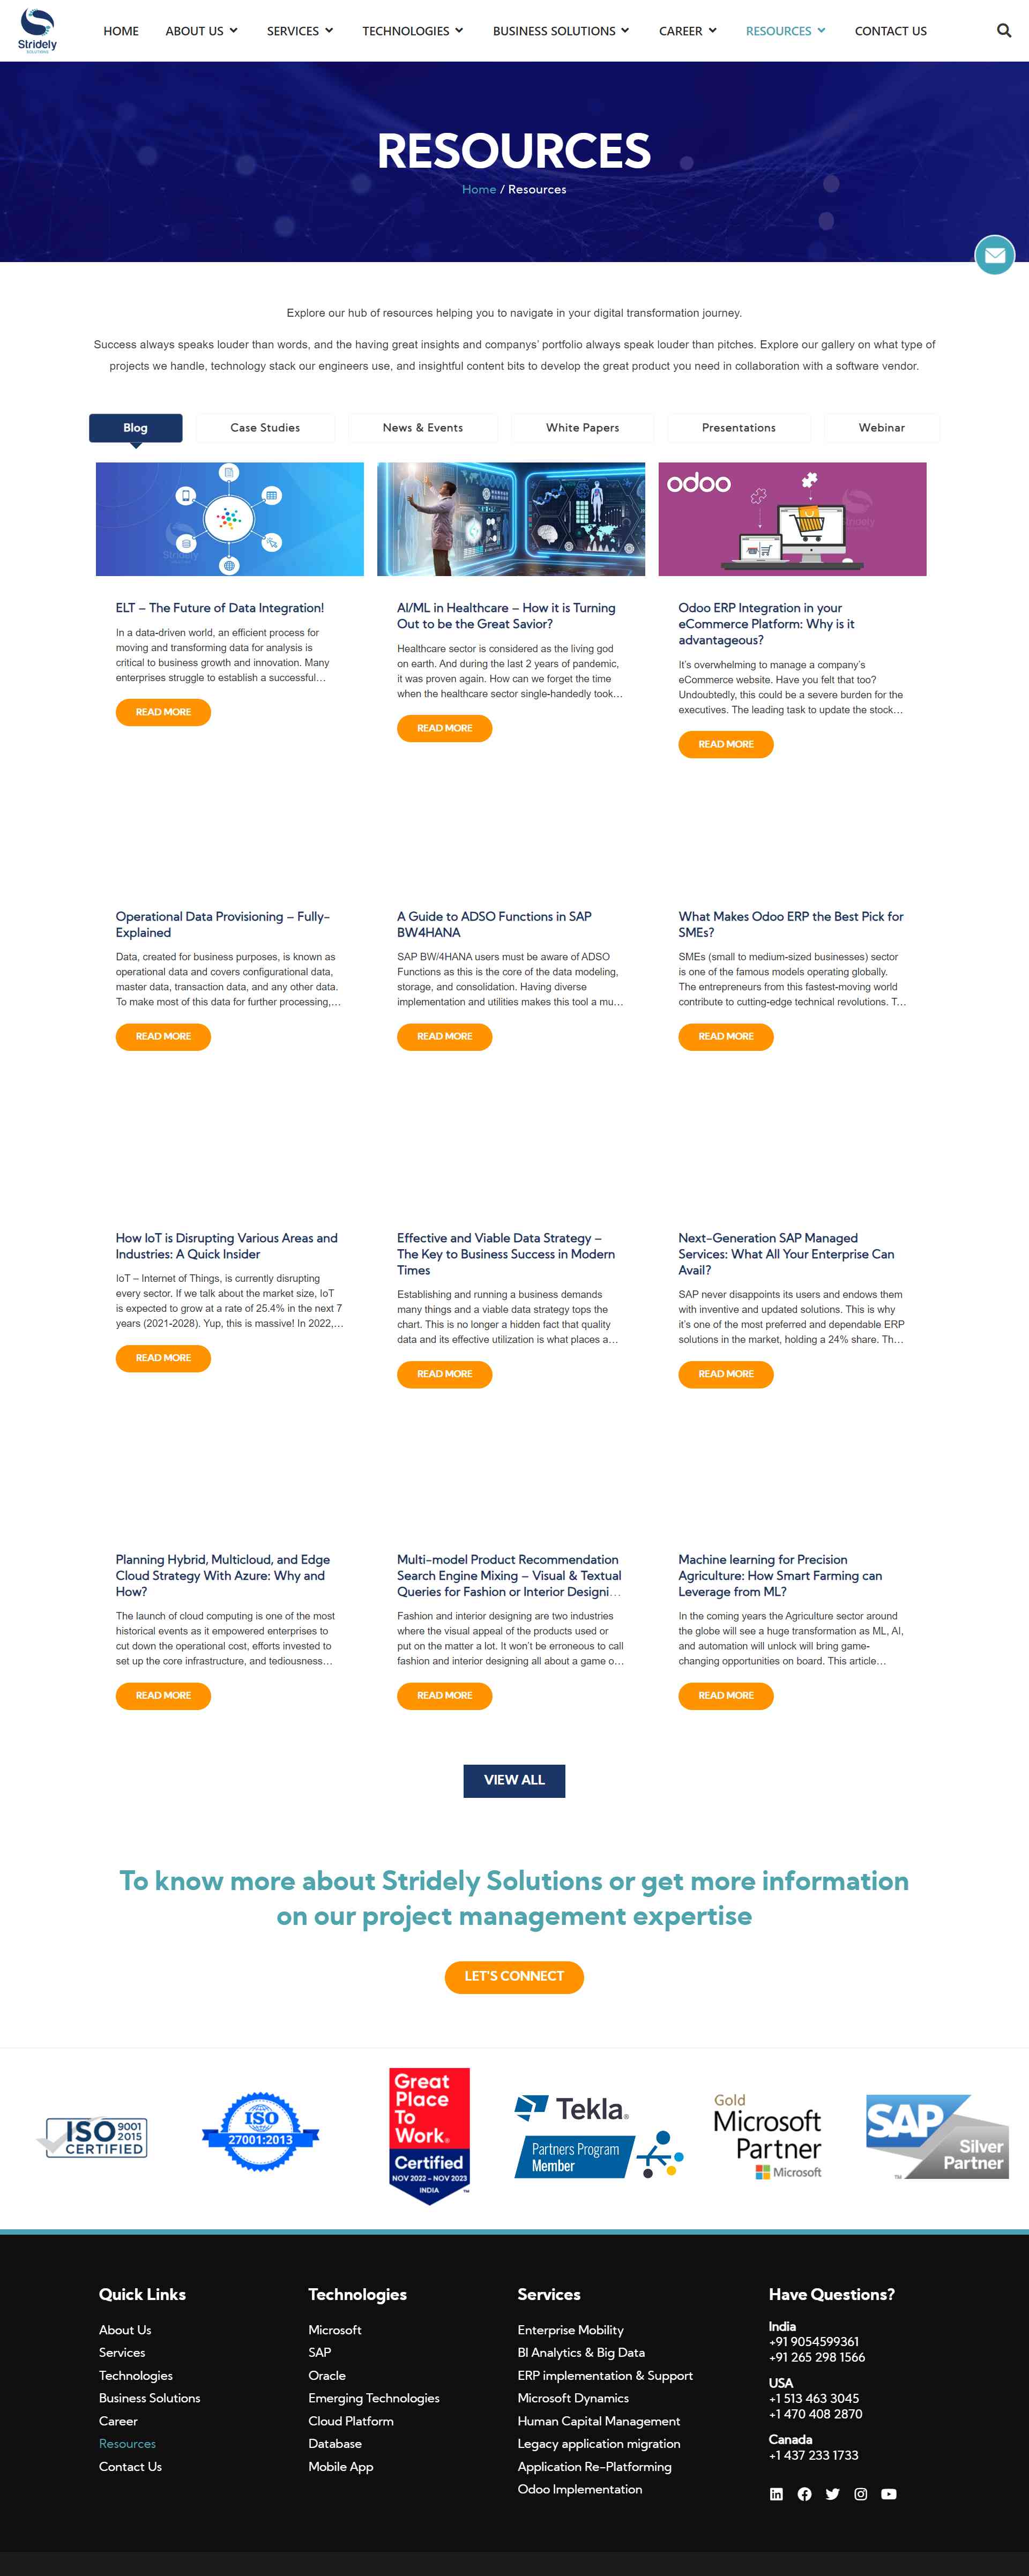 Stridely
SOLUTIONS
HOME
ABOUT US
SERVICES
TECHNOLOGIES
BUSINESS SOLUTIONS
CAREER
RESOURCES
CONTACT US
RESOURCES
Home / Resources
Explore our hub of resources helping you to navigate in your digital transformation journey.
Success always speaks louder than words, and the having great insights and companys’ portfolio always speak louder than pitches. Explore our gallery on what type of
projects we handle, technology stack our engineers use, and insightful content bits to develop the great product you need in collaboration with a software vendor.
Blog
Case Studies
News & Events
White Papers
Presentations
Webinar
Stridely
odoo
Stridely
ELT – The Future of Data Integration!
In a data-driven world, an efficient process for
moving and transforming data for analysis is
critical to business growth and innovation. Many
enterprises struggle to establish a successful…
READ MORE
AI/ML in Healthcare – How it is Turning
Out to be the Great Savior?
Healthcare sector is considered as the living god
on earth. And during the last 2 years of pandemic,
it was proven again. How can we forget the time
when the healthcare sector single-handedly took…
READ MORE
Odoo ERP Integration in your
eCommerce Platform: Why is it
advantageous?
It’s overwhelming to manage a company’s
eCommerce website. Have you felt that too?
Undoubtedly, this could be a severe burden for the
executives. The leading task to update the stock…
READ MORE
Operational Data Provisioning – Fully-
Explained
Data, created for business purposes, is known as
operational data and covers configurational data,
master data, transaction data, and any other data.
To make most of this data for further processing,…
READ MORE
A Guide to ADSO Functions in SAP
BW4HANA
SAP BW/4HANA users must be aware of ADSO
Functions as this is the core of the data modeling,
storage, and consolidation. Having diverse
implementation and utilities makes this tool a mu…
READ MORE
What Makes Odoo ERP the Best Pick for
SMEs?
SMEs (small to medium-sized businesses) sector
is one of the famous models operating globally.
The entrepreneurs from this fastest-moving world
contribute to cutting-edge technical revolutions. T…
READ MORE
How IoT is Disrupting Various Areas and
Industries: A Quick Insider
IoT – Internet of Things, is currently disrupting
every sector. If we talk about the market size, IoT
is expected to grow at a rate of 25.4% in the next 7
years (2021-2028). Yup, this is massive! In 2022,…
READ MORE
Effective and Viable Data Strategy –
The Key to Business Success in Modern
Times
Establishing and running a business demands
many things and a viable data strategy tops the
chart. This is no longer a hidden fact that quality
data and its effective utilization is what places a…
READ MORE
Next-Generation SAP Managed
Services: What All Your Enterprise Can
Avail?
SAP never disappoints its users and endows them
with inventive and updated solutions. This is why
it’s one of the most preferred and dependable ERP
solutions in the market, holding a 24% share. Th…
READ MORE
Planning Hybrid, Multicloud, and Edge
Cloud Strategy With Azure: Why and
How?
The launch of cloud computing is one of the most
historical events as it empowered enterprises to
cut down the operational cost, efforts invested to
set up the core infrastructure, and tediousness…
READ MORE
Multi-model Product Recommendation
Search Engine Mixing – Visual & Textual
Queries for Fashion or Interior Designi…
Fashion and interior designing are two industries
where the visual appeal of the products used or
put on the matter a lot. It won’t be erroneous to call
fashion and interior designing all about a game o…
READ MORE
Machine learning for Precision
Agriculture: How Smart Farming can
Leverage from ML?
In the coming years the Agriculture sector around
the globe will see a huge transformation as ML, AI,
and automation will unlock will bring game-
changing opportunities on board. This article…
READ MORE
VIEW ALL
To know more about Stridely Solutions or get more information
on our project management expertise
LET'S CONNECT
ISO 9001 2015
CERTIFIED
ISO
27001:2013
Great
Place
To
Work®
Certified
NOV 2022 – NOV 2023
INDIA
TM
Tekla®
Partners Program
Member
Gold
Microsoft
Partner
Microsoft
SAP
Silver
Partner
TM
Quick Links
About Us
Services
Technologies
Business Solutions
Career
Resources
Contact Us
Technologies
Microsoft
SAP
Oracle
Emerging Technologies
Cloud Platform
Database
Mobile App
Services
Enterprise Mobility
BI Analytics & Big Data
ERP implementation & Support
Microsoft Dynamics
Human Capital Management
Legacy application migration
Application Re-Platforming
Odoo Implementation
Have Questions?
India
+91 9054599361
+91 265 298 1566
USA
+1 513 463 3045
+1 470 408 2870
Canada
+1 437 233 1733